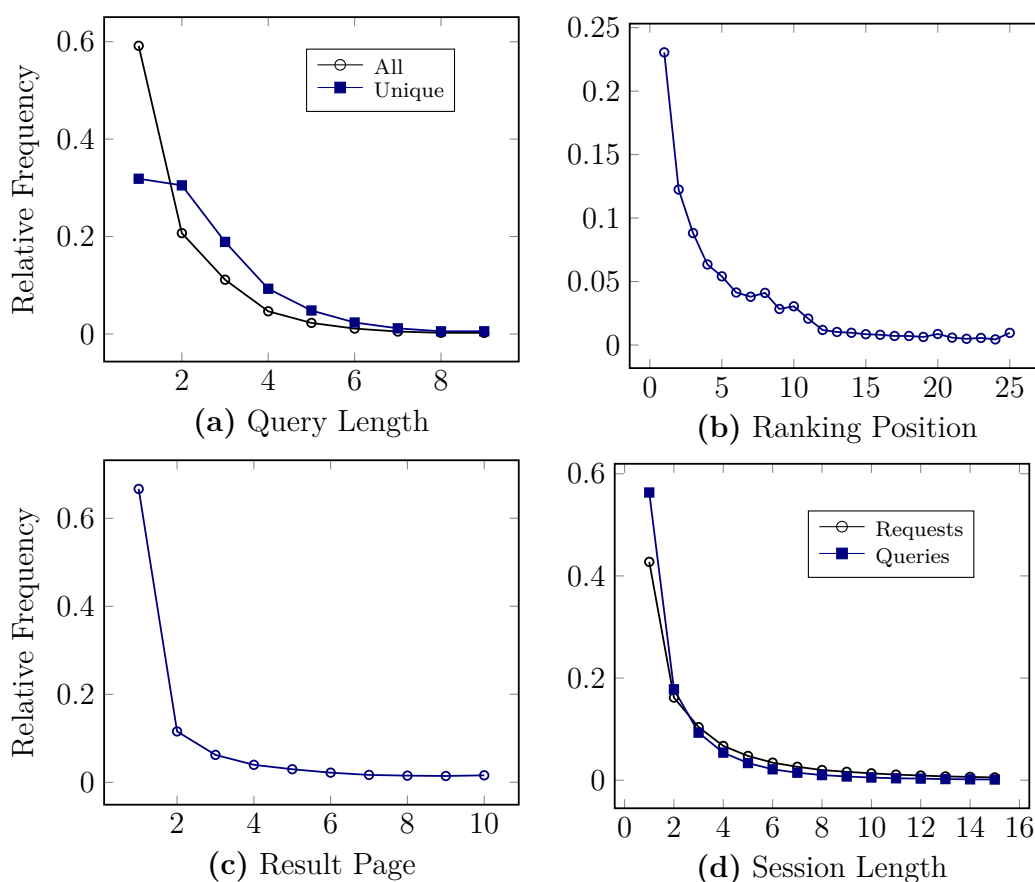 0.6
0.4
0.2
0
2 4 6 8
Relative Frequency
All
Unique
(a) Query Length
0.25
0.2
0.15
0.1
0.05
0
0 5 10 15 20 25
(b) Ranking Position
0.6
0.4
0.2
0
2 4 6 8 10
Relative Frequency
(c) Result Page
0.6
0.4
0.2
0
0 2 4 6 8 10 12 14 16
Requests
Queries
(d) Session Length